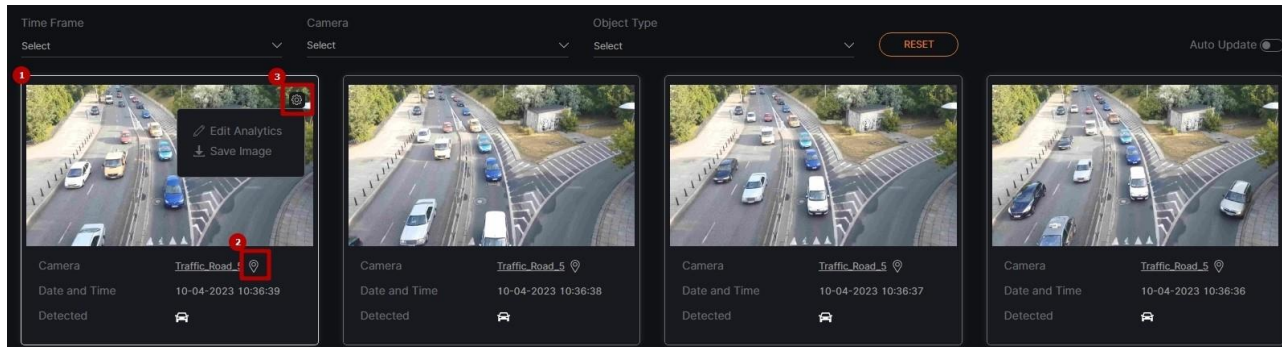 Time Frame Camera Object Type
Select Select Select RESET Auto Update
1 3
Edit Analytics
Save Image
2
Camera Traffic_Road_5 Camera Traffic_Road_5 Camera Traffic_Road_5 Camera Traffic_Road_5
Date and Time 10-04-2023 10:36:39 Date and Time 10-04-2023 10:36:38 Date and Time 10-04-2023 10:36:37 Date and Time 10-04-2023 10:36:36
Detected Detected Detected Detected